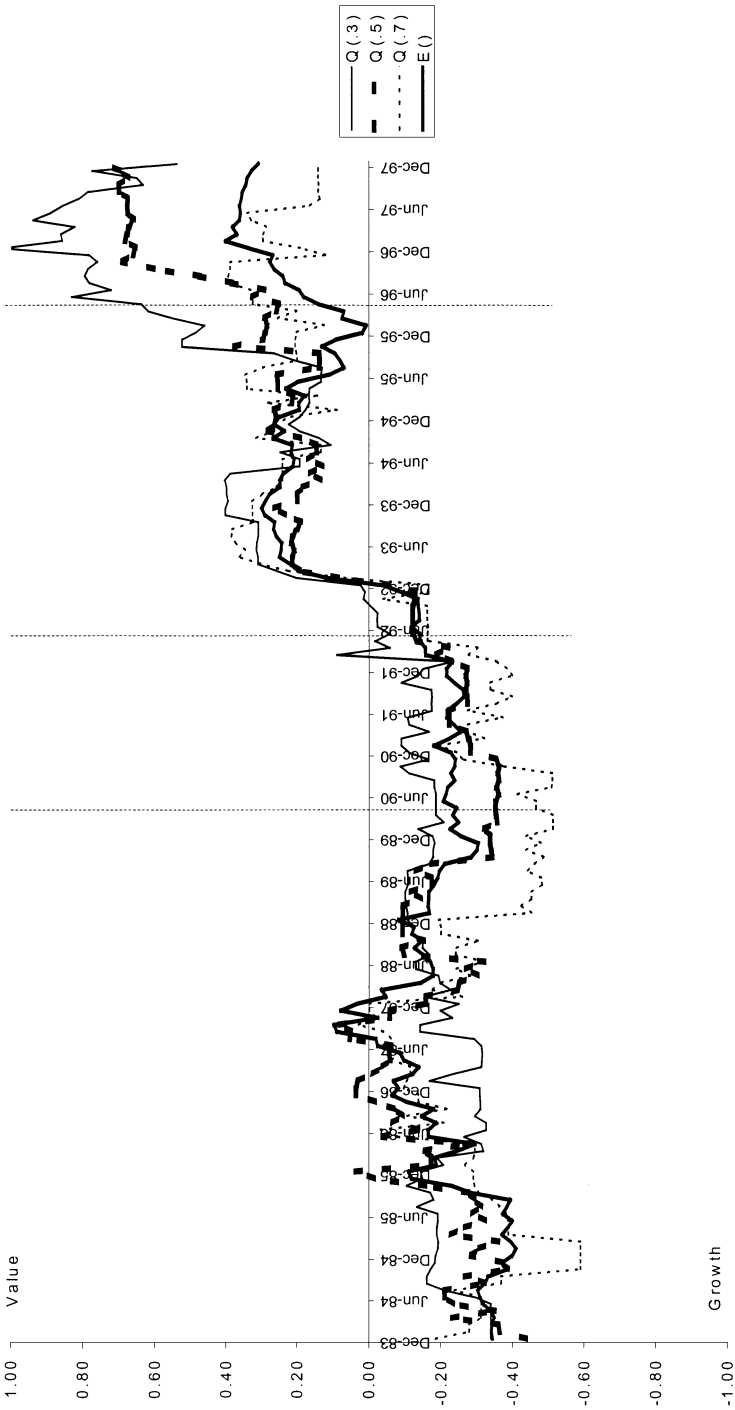 Value
Growth
1.00
0.80
0.60
0.40
0.20
0.00
-0.20
-0.40
-0.60
-0.80
-1.00
Dec-83
Jun-84
Dec-84
Jun-85
Dec-85
Jun-86
Dec-86
Jun-87
Dec-87
Jun-88
Dec-88
Jun-89
Dec-89
Jun-90
Dec-90
Jun-91
Dec-91
Jun-92
Dec-92
Jun-93
Dec-93
Jun-94
Dec-94
Jun-95
Dec-95
Jun-96
Dec-96
Jun-97
Dec-97
Q(.3)
Q(.5)
Q(.7)
E()